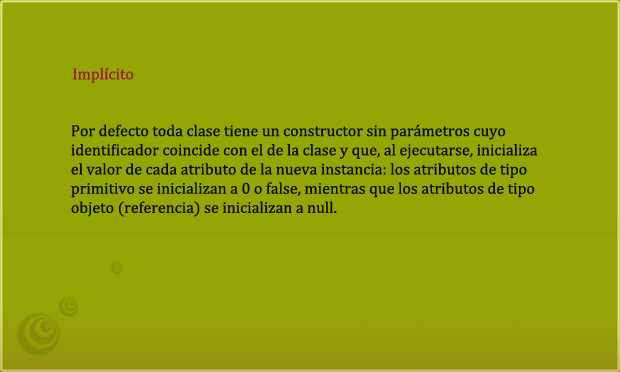 Implícito
Por defecto toda clase tiene un constructor sin parámetros cuyo
identificador coincide con el de la clase y que, al ejecutarse, inicializa
el valor de cada atributo de la nueva instancia: los atributos de tipo
primitivo se inicializan a 0 o false, mientras que los atributos de tipo
objeto (referencia) se inicializan a null.